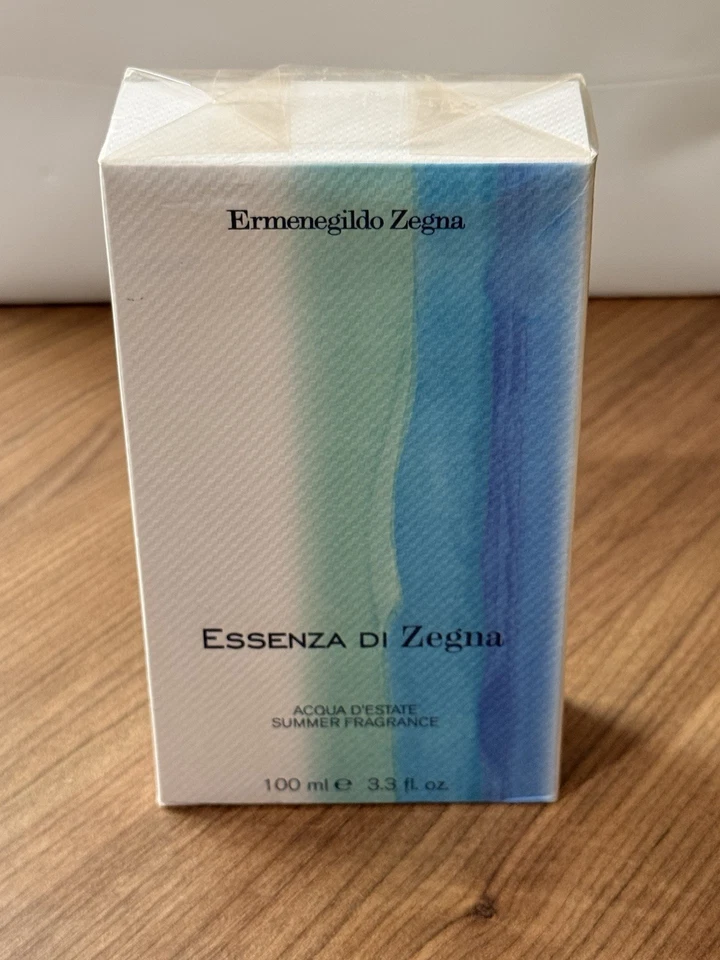 Ermenegildo Zegna
ESSENZA DI Zegna
ACQUA D'ESTATE
SUMMER FRAGRANCE
100 ml ℮ 3.3 fl. oz.